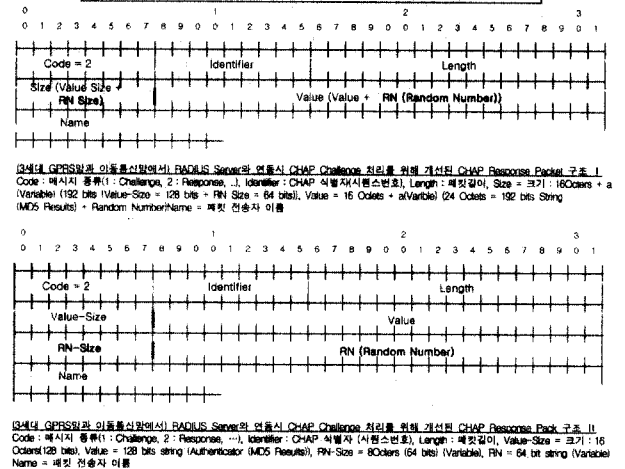 0 1 2 3
0 1 2 3 4 5 6 7 8 9 0 1 2 3 4 5 6 7 8 9 0 1 2 3 4 5 6 7 8 9 0 1
Code = 2 Identifier Length
Size (Value Size + RN Size) Value (Value + RN (Random Number))
Name
(3세대 GPRS망과 이동통신망에서) RADIUS Server와 연동시 CHAP Challenge 처리를 위해 개선된 CHAP Response Packet 구조 I
Code : 메시지 종류(1 : Challenge, 2 : Response, ..), Identifier : CHAP 식별자(시퀀스번호), Length : 패킷길이, Size = 크기 : 16Octers + a
(Variable) (192 bits (Value-Size = 128 bits + RN Size = 64 bits)), Value = 16 Octets + a(Varible) (24 Octets = 192 bits String
(MD5 Results) + Random Number)Name = 패킷 전송자 이름
0 1 2 3
0 1 2 3 4 5 6 7 8 9 0 1 2 3 4 5 6 7 8 9 0 1 2 3 4 5 6 7 8 9 0 1
Code = 2 Identifier Length
Value-Size Value
RN-Size RN (Random Number)
Name
(3세대 GPRS망과 이동통신망에서) RADIUS Server와 연동시 CHAP Challenge 처리를 위해 개선된 CHAP Response Pack 구조 II
Code : 메시지 종류(1 : Challenge, 2 : Response, ···), Identifier : CHAP 식별자 (시퀀스번호), Length : 패킷길이, Value-Size = 크기 : 16
Octers(128 bits), Value = 128 bits string (Authenticator (MD5 Results)), RN-Size = 8Octers (64 bits) (Variable), RN = 64 bit string (Variable)
Name = 패킷 전송자 이름